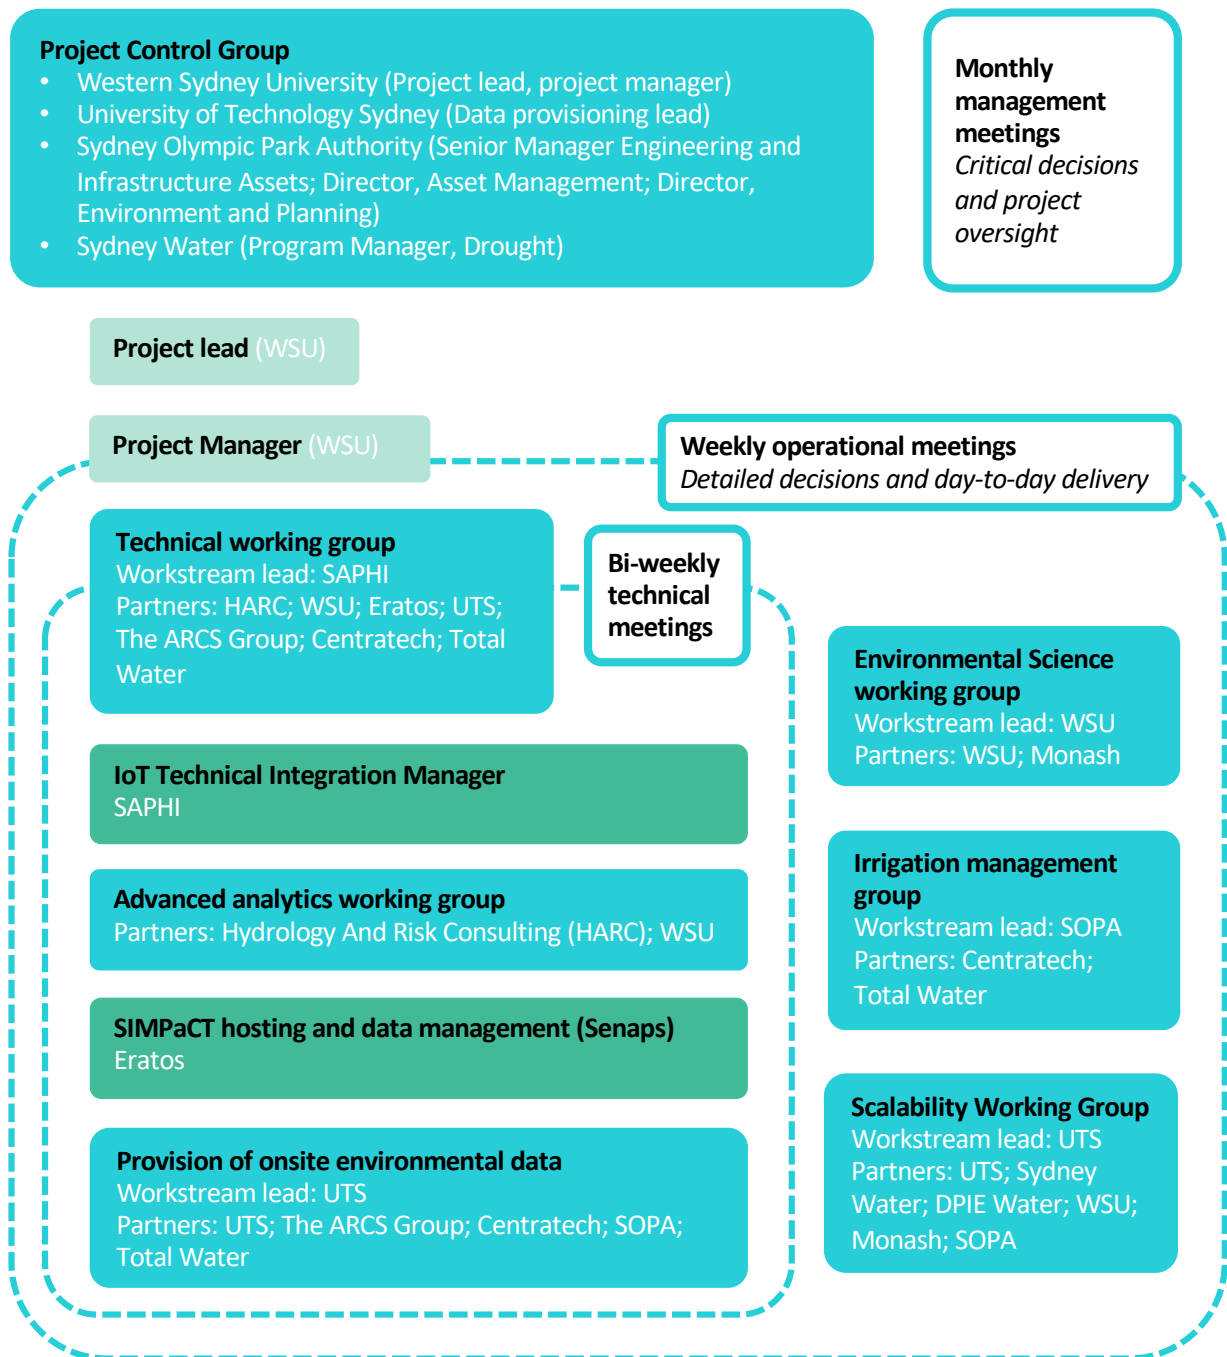 Project Control Group
• Western Sydney University (Project lead, project manager)
• University of Technology Sydney (Data provisioning lead)
• Sydney Olympic Park Authority (Senior Manager Engineering and
Infrastructure Assets; Director, Asset Management; Director,
Environment and Planning)
• Sydney Water (Program Manager, Drought)
Monthly
management
meetings
Critical decisions
and project
oversight
Project lead (WSU)
Project Manager (WSU)
Weekly operational meetings
Detailed decisions and day-to-day delivery
Technical working group
Workstream lead: SAPHI
Partners: HARC; WSU; Eratos; UTS;
The ARCS Group; Centratech; Total
Water
Bi-weekly
technical
meetings
IoT Technical Integration Manager
SAPHI
Advanced analytics working group
Partners: Hydrology And Risk Consulting (HARC); WSU
SIMPaCT hosting and data management (Senaps)
Eratos
Provision of onsite environmental data
Workstream lead: UTS
Partners: UTS; The ARCS Group; Centratech; SOPA;
Total Water
Environmental Science
working group
Workstream lead: WSU
Partners: WSU; Monash
Irrigation management
group
Workstream lead: SOPA
Partners: Centratech;
Total Water
Scalability Working Group
Workstream lead: UTS
Partners: UTS; Sydney
Water; DPIE Water; WSU;
Monash; SOPA